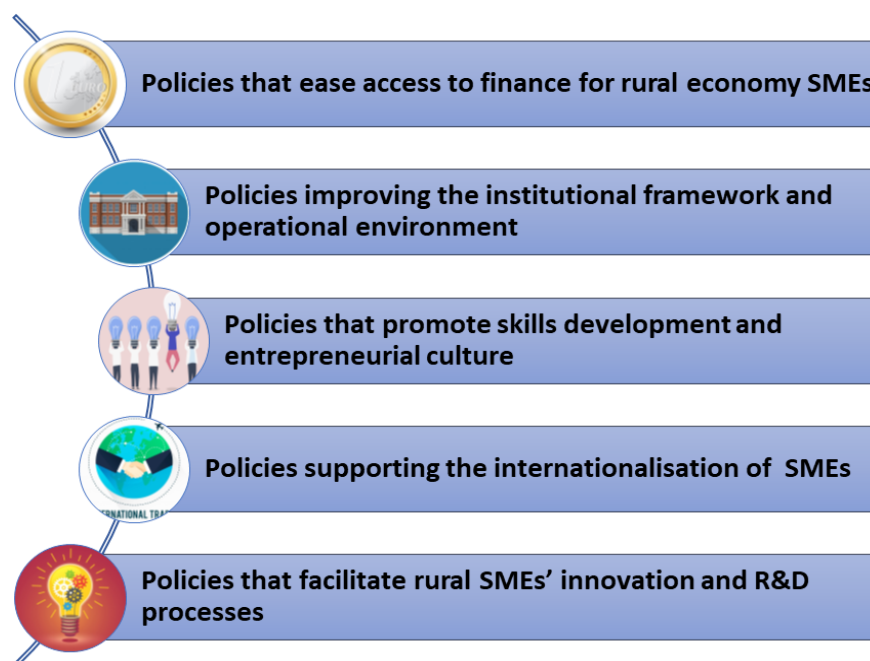 Policies that ease access to finance for rural economy SMEs
Policies improving the institutional framework and
operational environment
Policies that promote skills development and
entrepreneurial culture
Policies supporting the internationalisation of  SMEs
Policies that facilitate rural SMEs’ innovation and R&D
processes